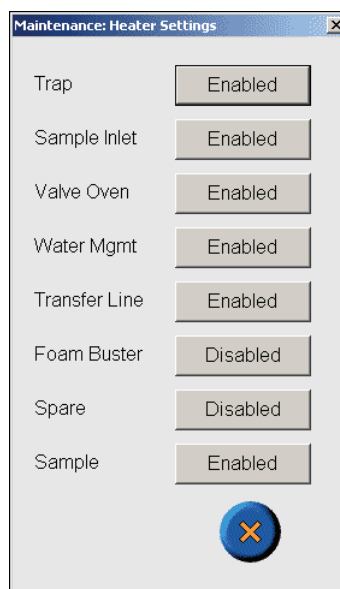 Maintenance: Heater Settings
Trap Enabled
Sample Inlet Enabled
Valve Oven Enabled
Water Mgmt Enabled
Transfer Line Enabled
Foam Buster Disabled
Spare Disabled
Sample Enabled